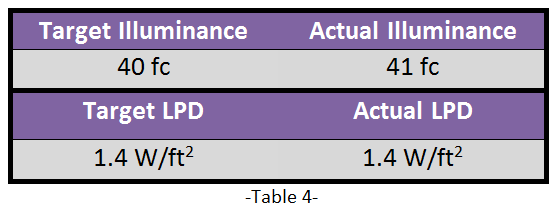 Target Illuminance Actual Illuminance
40 fc 41 fc
Target LPD Actual LPD
1.4 W/ft² 1.4 W/ft²
-Table 4-